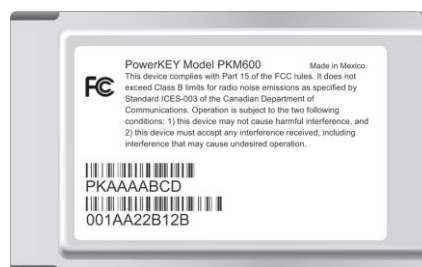 PowerKEY Model PKM600 Made in Mexico.
FC This device complies with Part 15 of the FCC rules. It does not
exceed Class B limits for radio noise emissions as specified by
Standard ICES-003 of the Canadian Department of
Communications. Operation is subject to the two following
conditions: 1) this device may not cause harmful interference, and
2) this device must accept any interference received, including
interference that may cause undesired operation.
PKAAAABCD
001AA22B12B